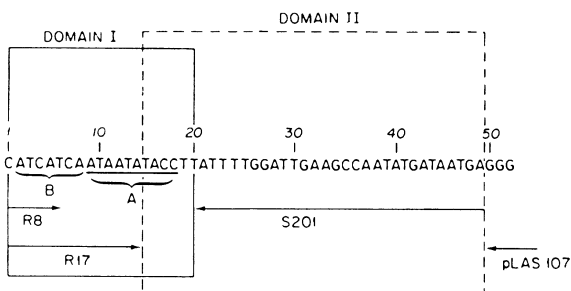 DOMAIN II
DOMAIN I
1 10 20 30 40 50
CATCATCAATAATATACCTTATTTTGGATTGAAGCCAATATGATAATGAGGG
B A
R8 S201
R17 pLAS 107